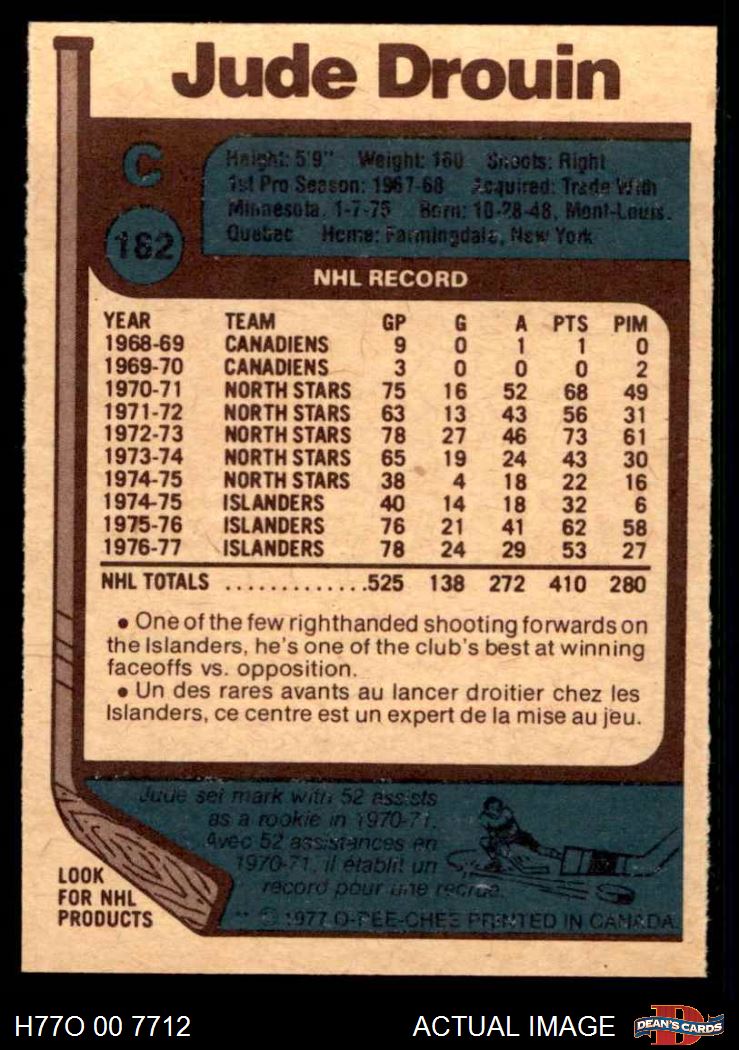 Jude Drouin
C
182
Height: 5'9" Weight: 160 Shoots: Right
1st Pro Season: 1967-68 Acquired: Trade With
Minnesota, 1-7-75 Born: 10-28-48, Mont-Louis,
Quebec Home: Farmingdale, New York
NHL RECORD
YEAR TEAM GP G A PTS PIM
1968-69 CANADIENS 9 0 1 1 0
1969-70 CANADIENS 3 0 0 0 2
1970-71 NORTH STARS 75 16 52 68 49
1971-72 NORTH STARS 63 13 43 56 31
1972-73 NORTH STARS 78 27 46 73 61
1973-74 NORTH STARS 65 19 24 43 30
1974-75 NORTH STARS 38 4 18 22 16
1974-75 ISLANDERS 40 14 18 32 6
1975-76 ISLANDERS 76 21 41 62 58
1976-77 ISLANDERS 78 24 29 53 27
NHL TOTALS .............525 138 272 410 280
• One of the few righthanded shooting forwards on
the Islanders, he's one of the club's best at winning
faceoffs vs. opposition.
• Un des rares avants au lancer droitier chez les
Islanders, ce centre est un expert de la mise au jeu.
Jude set mark with 52 assists
as a rookie in 1970-71.
Avec 52 assistances en
1970-71, il établit un
record pour une recrue.
LOOK
FOR NHL
PRODUCTS
** © 1977 O-PEE-CHEE PRINTED IN CANADA
H77O 00 7712 ACTUAL IMAGE
DEAN'S CARDS